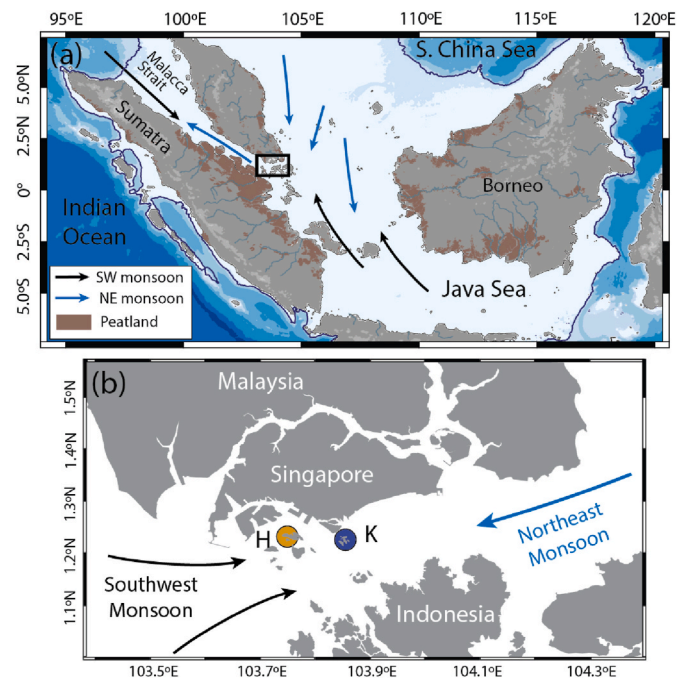 95°E 100°E 105°E 110°E 115°E 120°E
(a)
S. China Sea
Malacca
Strait
5.0°N
2.5°N
0°
2.5°S
5.0°S
Sumatra
Borneo
Indian
Ocean
Java Sea
SW monsoon
NE monsoon
Peatland
(b)
Malaysia
1.5°N
1.4°N
1.3°N
1.2°N
1.1°N
Singapore
H
K
Northeast
Monsoon
Southwest
Monsoon
Indonesia
103.5°E 103.7°E 103.9°E 104.1°E 104.3°E